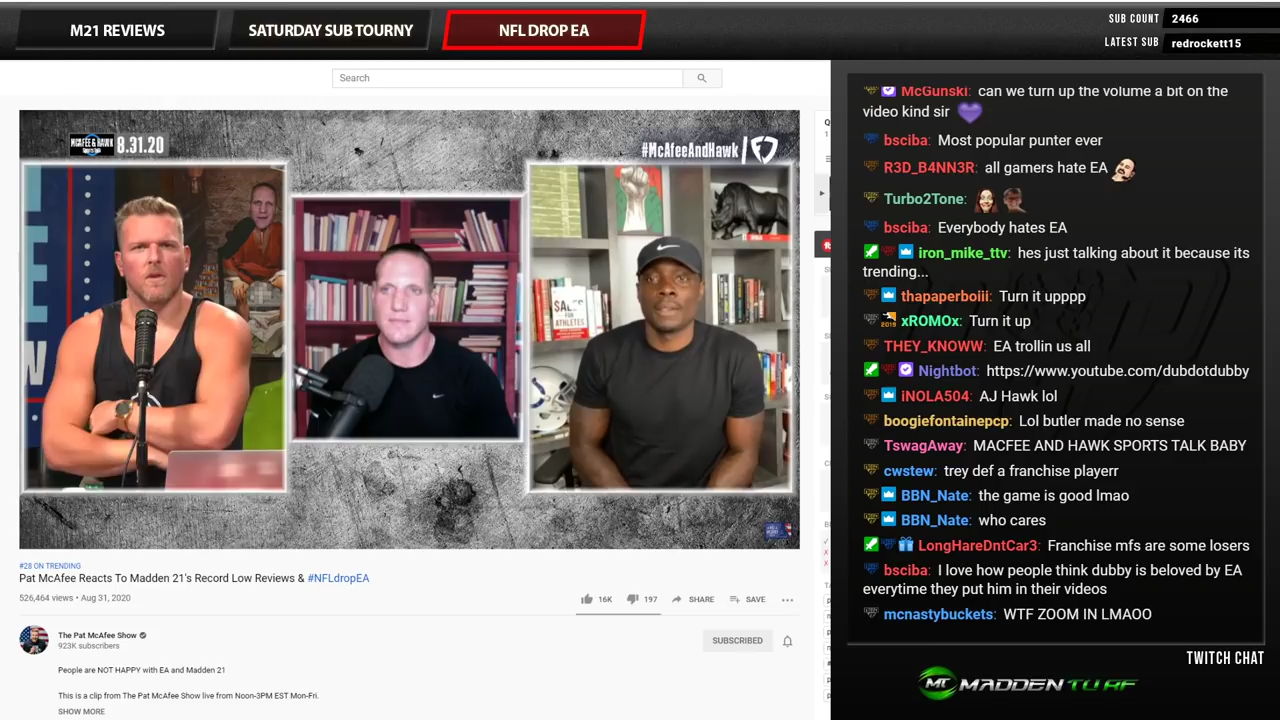 M21 REVIEWS
SATURDAY SUB TOURNY
NFL DROP EA
SUB COUNT 2466
LATEST SUB redrockett15
Search
MCAFEE & HAWK 8.31.20
#McAfeeAndHawk
SALES FOR ATHLETES
#28 ON TRENDING
Pat McAfee Reacts To Madden 21's Record Low Reviews & #NFLdropEA
526,464 views • Aug 31, 2020
16K 197 SHARE SAVE
The Pat McAfee Show
923K subscribers
SUBSCRIBED
People are NOT HAPPY with EA and Madden 21
This is a clip from The Pat McAfee Show live from Noon-3PM EST Mon-Fri.
SHOW MORE
McGunski: can we turn up the volume a bit on the
video kind sir
bsciba: Most popular punter ever
R3D_B4NN3R: all gamers hate EA
Turbo2Tone:
bsciba: Everybody hates EA
iron_mike_ttv: hes just talking about it because its
trending...
thapaperboiii: Turn it upppp
xROMOx: Turn it up
THEY_KNOWW: EA trollin us all
Nightbot: https://www.youtube.com/dubdotdubby
iNOLA504: AJ Hawk lol
boogiefontainepcp: Lol butler made no sense
TswagAway: MACFEE AND HAWK SPORTS TALK BABY
cwstew: trey def a franchise playerr
BBN_Nate: the game is good lmao
BBN_Nate: who cares
LongHareDntCar3: Franchise mfs are some losers
bsciba: I love how people think dubby is beloved by EA
everytime they put him in their videos
mcnastybuckets: WTF ZOOM IN LMAOO
TWITCH CHAT
MT MADDEN TURF